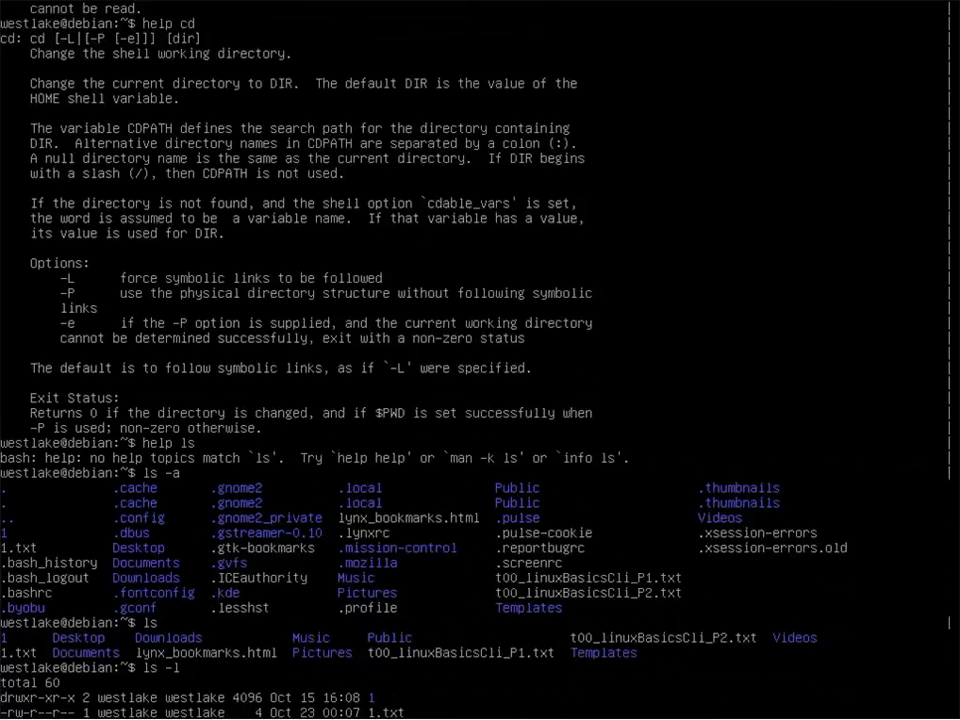 cannot be read.
westlake@debian:~$ help cd
cd: cd [-L|[-P [-e]]] [dir]
    Change the shell working directory.

    Change the current directory to DIR.  The default DIR is the value of the
    HOME shell variable.

    The variable CDPATH defines the search path for the directory containing
    DIR.  Alternative directory names in CDPATH are separated by a colon (:).
    A null directory name is the same as the current directory.  If DIR begins
    with a slash (/), then CDPATH is not used.

    If the directory is not found, and the shell option `cdable_vars' is set,
    the word is assumed to be  a variable name.  If that variable has a value,
    its value is used for DIR.

    Options:
        -L      force symbolic links to be followed
        -P      use the physical directory structure without following symbolic
        links
        -e      if the -P option is supplied, and the current working directory
        cannot be determined successfully, exit with a non-zero status

    The default is to follow symbolic links, as if `-L' were specified.

    Exit Status:
    Returns 0 if the directory is changed, and if $PWD is set successfully when
    -P is used; non-zero otherwise.
westlake@debian:~$ help ls
bash: help: no help topics match `ls'.  Try `help help' or `man -k ls' or `info ls'.
westlake@debian:~$ ls -a
.              .cache       .gnome2          .local                Public                     .thumbnails
.              .cache       .gnome2          .local                Public                     .thumbnails
..             .config      .gnome2_private  lynx_bookmarks.html   .pulse                     Videos
1              .dbus        .gstreamer-0.10  .lynxrc               .pulse-cookie              .xsession-errors
1.txt          Desktop      .gtk-bookmarks   .mission-control      .reportbugrc               .xsession-errors.old
.bash_history  Documents    .gvfs            .mozilla              .screenrc
.bash_logout   Downloads    .ICEauthority    Music                 t00_linuxBasicsCli_P1.txt
.bashrc        .fontconfig  .kde             Pictures              t00_linuxBasicsCli_P2.txt
.byobu         .gconf       .lesshst         .profile              Templates
westlake@debian:~$ ls
1      Desktop    Downloads            Music     Public                     t00_linuxBasicsCli_P2.txt  Videos
1.txt  Documents  lynx_bookmarks.html  Pictures  t00_linuxBasicsCli_P1.txt  Templates
westlake@debian:~$ ls -l
total 60
drwxr-xr-x 2 westlake westlake 4096 Oct 15 16:08 1
-rw-r--r-- 1 westlake westlake    4 Oct 23 00:07 1.txt